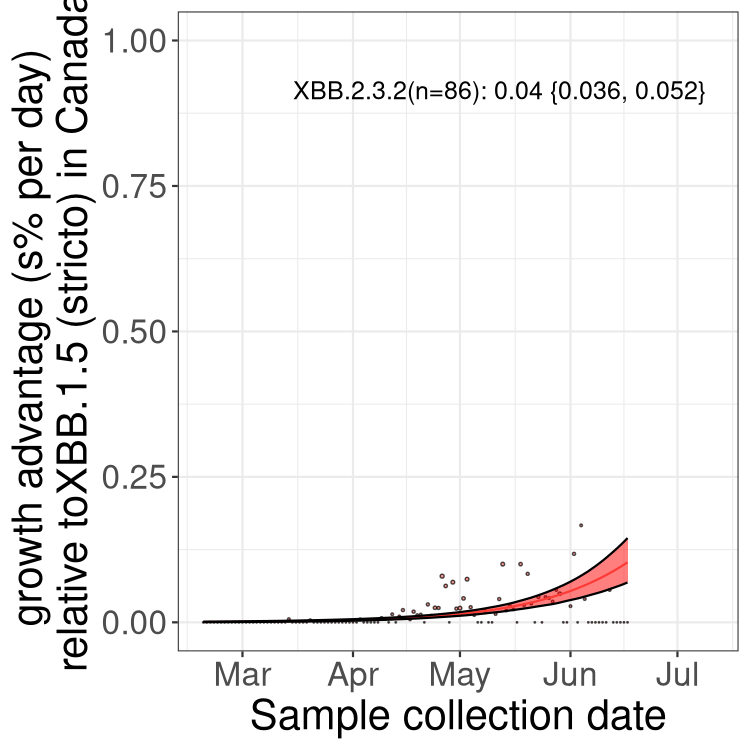 growth advantage (s% per day)
relative toXBB.1.5 (stricto) in Canada
1.00
0.75
0.50
0.25
0.00
XBB.2.3.2(n=86): 0.04 {0.036, 0.052}
Mar Apr May Jun Jul
Sample collection date